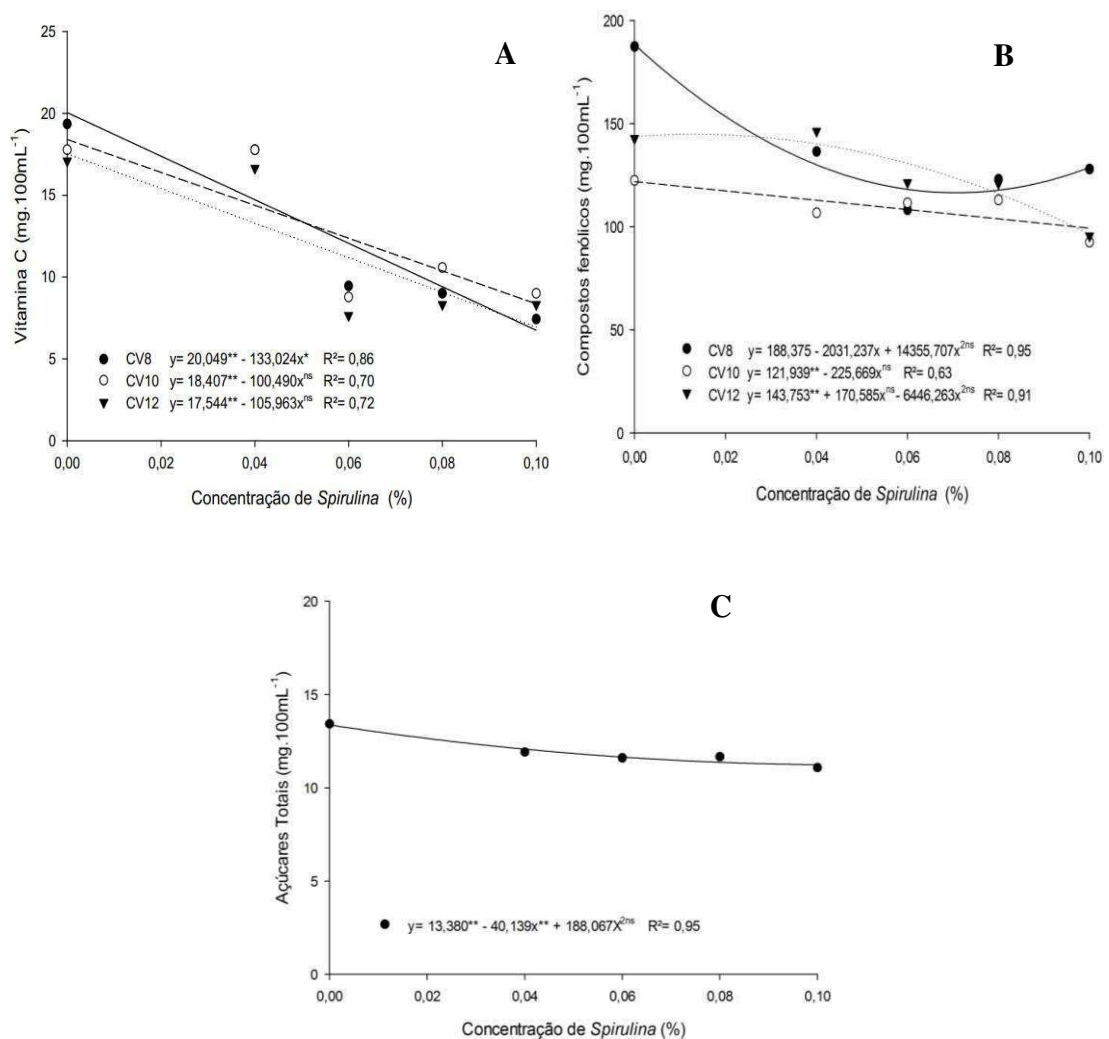 A
25
20
15
10
5
0
Vitamina C (mg.100mL⁻¹)
CV8 y= 20,049** - 133,024x* R²= 0,86
CV10 y= 18,407** - 100,490xⁿˢ R²= 0,70
CV12 y= 17,544** - 105,963xⁿˢ R²= 0,72
0,00 0,02 0,04 0,06 0,08 0,10
Concentração de Spirulina (%)
B
200
150
100
50
0
Compostos fenólicos (mg.100mL⁻¹)
CV8 y= 188,375 - 2031,237x + 14355,707x²ⁿˢ R²= 0,95
CV10 y= 121,939** - 225,669xⁿˢ R²= 0,63
CV12 y= 143,753** + 170,585xⁿˢ - 6446,263x²ⁿˢ R²= 0,91
0,00 0,02 0,04 0,06 0,08 0,10
Concentração de Spirulina (%)
C
20
15
10
5
0
Açúcares Totais (mg.100mL⁻¹)
y= 13,380** - 40,139x** + 188,067X²ⁿˢ R²= 0,95
0,00 0,02 0,04 0,06 0,08 0,10
Concentração de Spirulina (%)